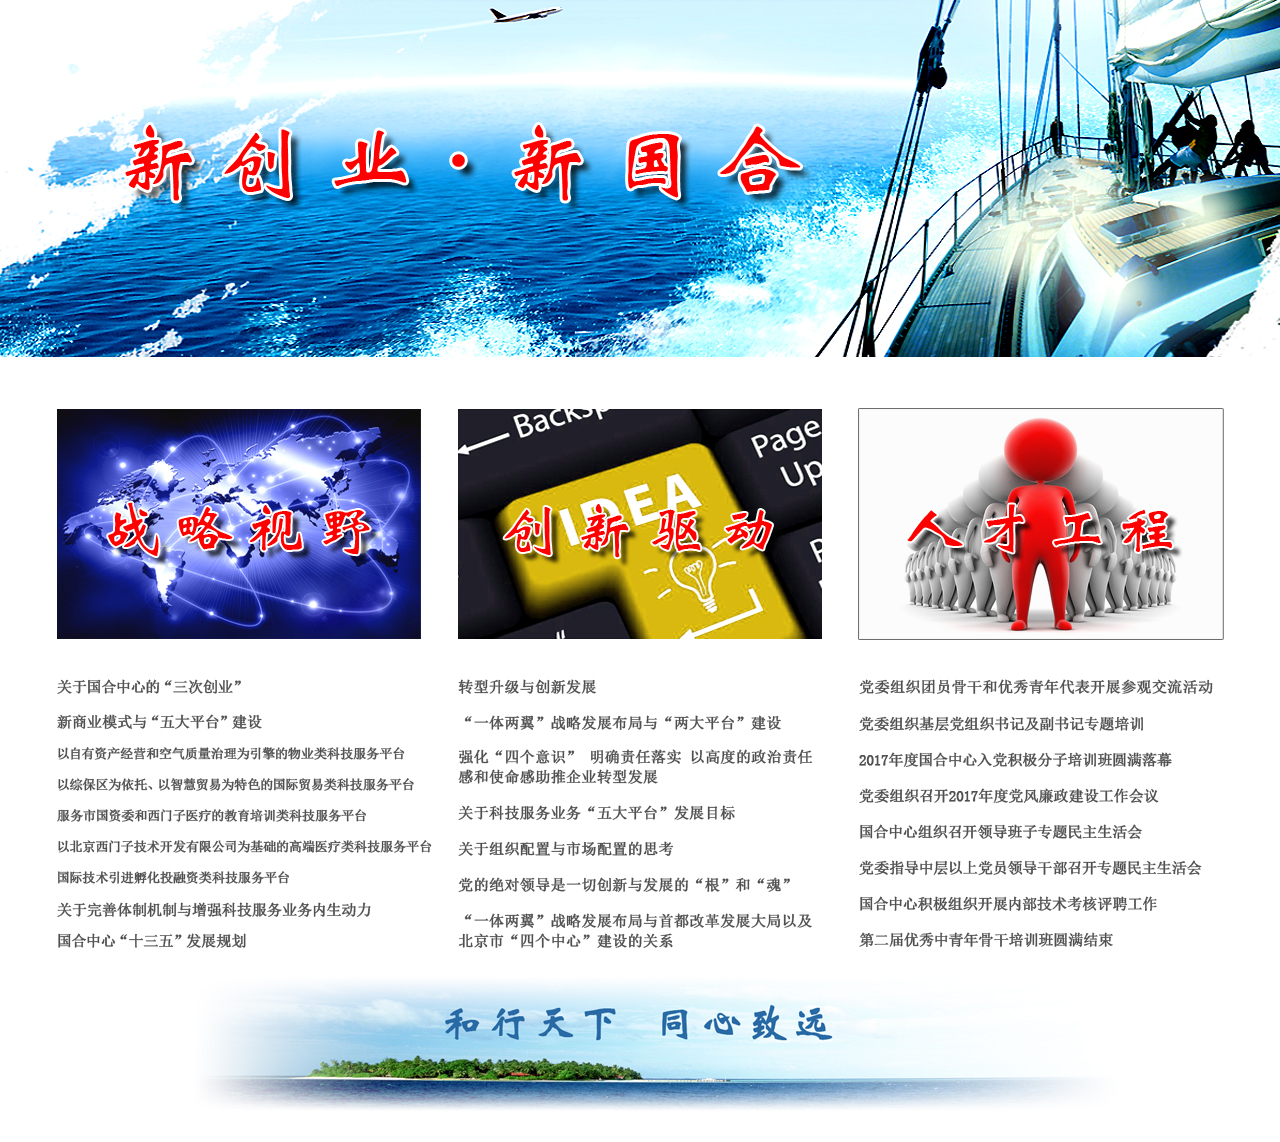 新创业·新国合
Backsp
Page
Up
IDEA
战略视野
创新驱动
人才工程
关于国合中心的“三次创业”
新商业模式与“五大平台”建设
以自有资产经营和空气质量治理为引擎的物业类科技服务平台
以综保区为依托、以智慧贸易为特色的国际贸易类科技服务平台
服务市国资委和西门子医疗的教育培训类科技服务平台
以北京西门子技术开发有限公司为基础的高端医疗类科技服务平台
国际技术引进孵化投融资类科技服务平台
关于完善体制机制与增强科技服务业务内生动力
国合中心“十三五”发展规划
转型升级与创新发展
“一体两翼”战略发展布局与“两大平台”建设
强化“四个意识” 明确责任落实 以高度的政治责任
感和使命感助推企业转型发展
关于科技服务业务“五大平台”发展目标
关于组织配置与市场配置的思考
党的绝对领导是一切创新与发展的“根”和“魂”
“一体两翼”战略发展布局与首都改革发展大局以及
北京市“四个中心”建设的关系
党委组织团员骨干和优秀青年代表开展参观交流活动
党委组织基层党组织书记及副书记专题培训
2017年度国合中心入党积极分子培训班圆满落幕
党委组织召开2017年度党风廉政建设工作会议
国合中心组织召开领导班子专题民主生活会
党委指导中层以上党员领导干部召开专题民主生活会
国合中心积极组织开展内部技术考核评聘工作
第二届优秀中青年骨干培训班圆满结束
和行天下 同心致远